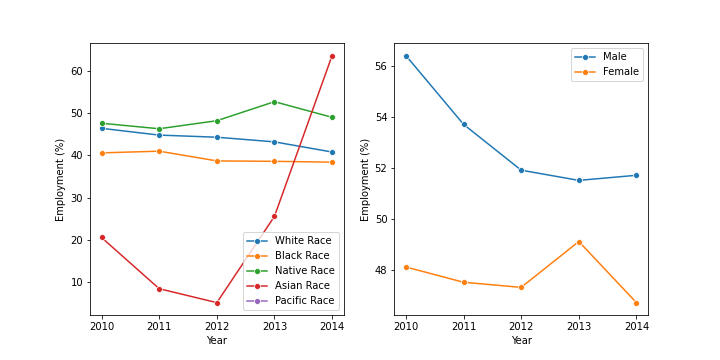 60
50
40
30
20
10
Employment (%)
2010 2011 2012 2013 2014
Year
White Race
Black Race
Native Race
Asian Race
Pacific Race
56
54
52
50
48
Employment (%)
2010 2011 2012 2013 2014
Year
Male
Female